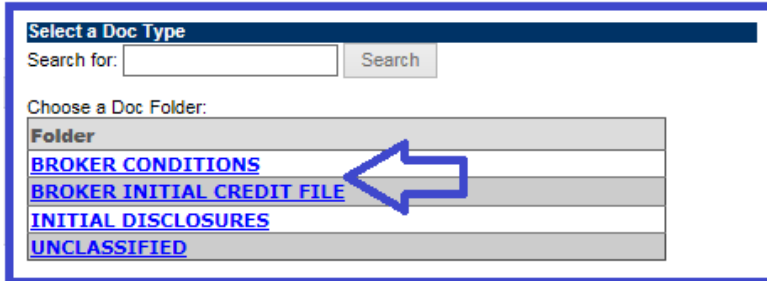 Select a Doc Type
Search for: Search
Choose a Doc Folder:
Folder
BROKER CONDITIONS
BROKER INITIAL CREDIT FILE
INITIAL DISCLOSURES
UNCLASSIFIED